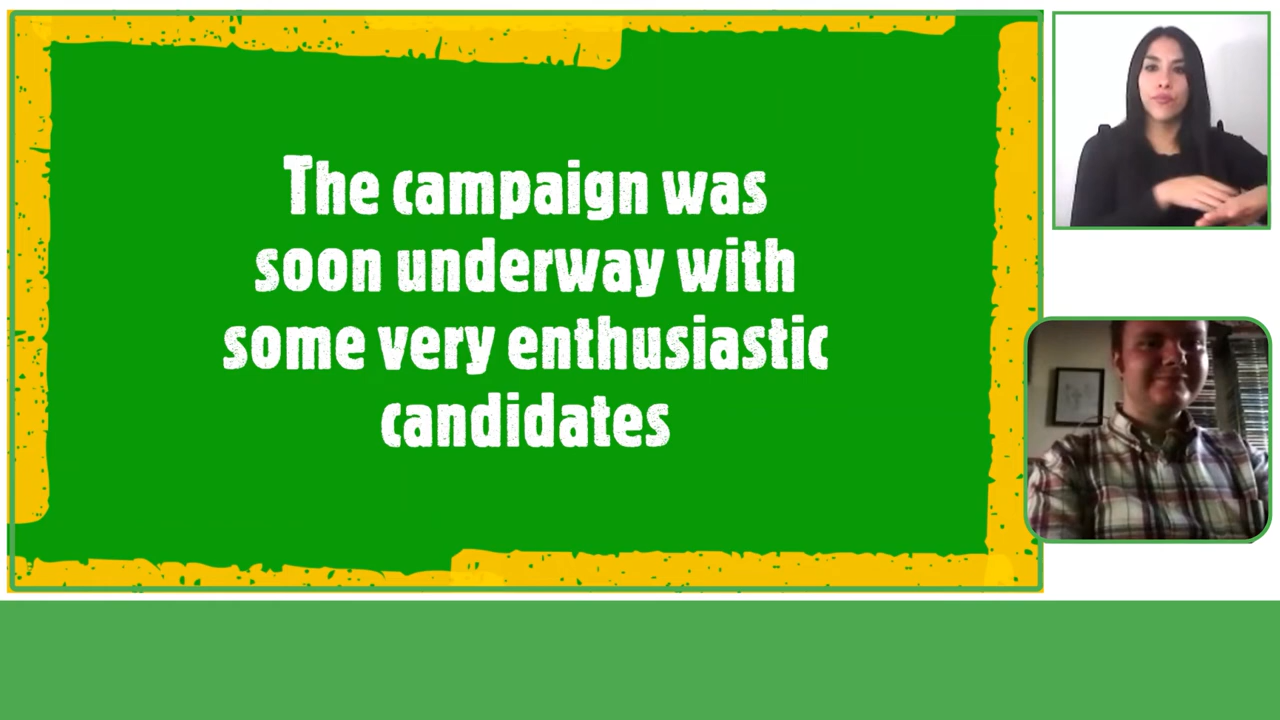 The campaign was
soon underway with
some very enthusiastic
candidates